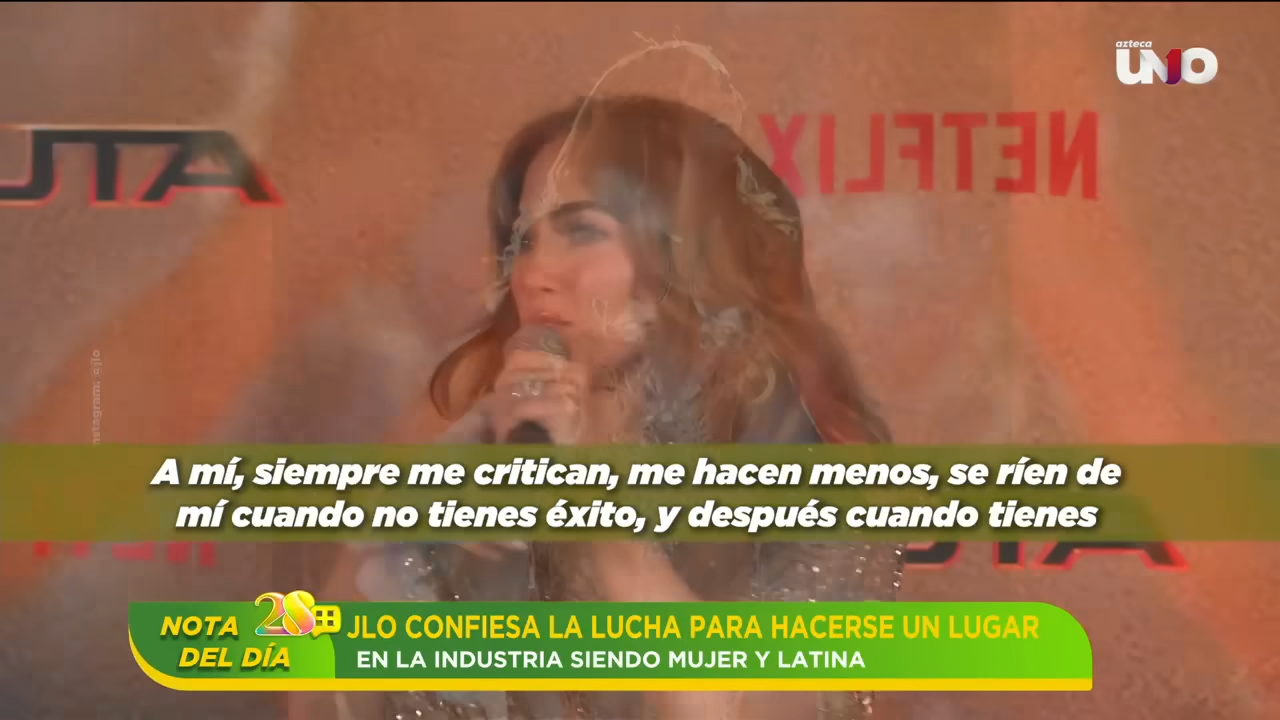 azteca
UNO
NETFLIX
Instagram: @jlo
A mí, siempre me critican, me hacen menos, se ríen de
mí cuando no tienes éxito, y después cuando tienes
NOTA
DEL DÍA
28
JLO CONFIESA LA LUCHA PARA HACERSE UN LUGAR
EN LA INDUSTRIA SIENDO MUJER Y LATINA